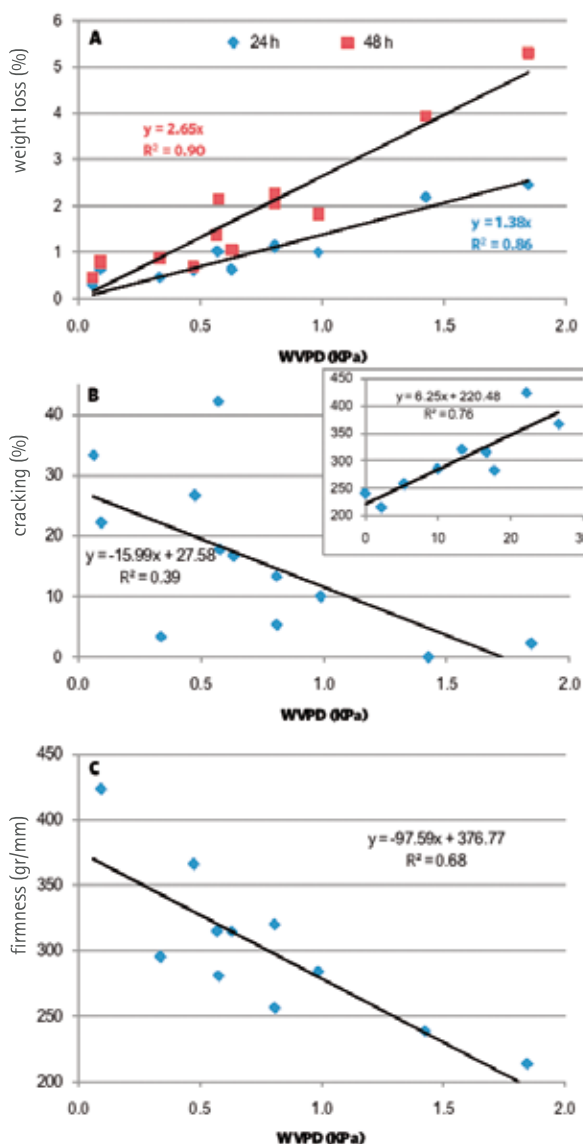 A
24 h
48 h
weight loss (%)
6
5
4
3
2
1
0
y = 2.65x
R² = 0.90
y = 1.38x
R² = 0.86
0 0.5 1.0 1.5 2.0
WVPD (KPa)
B
cracking (%)
40
30
20
10
0
450
400
350
300
250
200
y = 6.25x + 220.48
R² = 0.76
0 10 20 30
y = -15.99x + 27.58
R² = 0.39
0 0.5 1.0 1.5 2.0
WVPD (KPa)
C
firmness (gr/mm)
450
400
350
300
250
200
y = -97.59x + 376.77
R² = 0.68
0 0.5 1.0 1.5 2.0
WVPD (KPa)